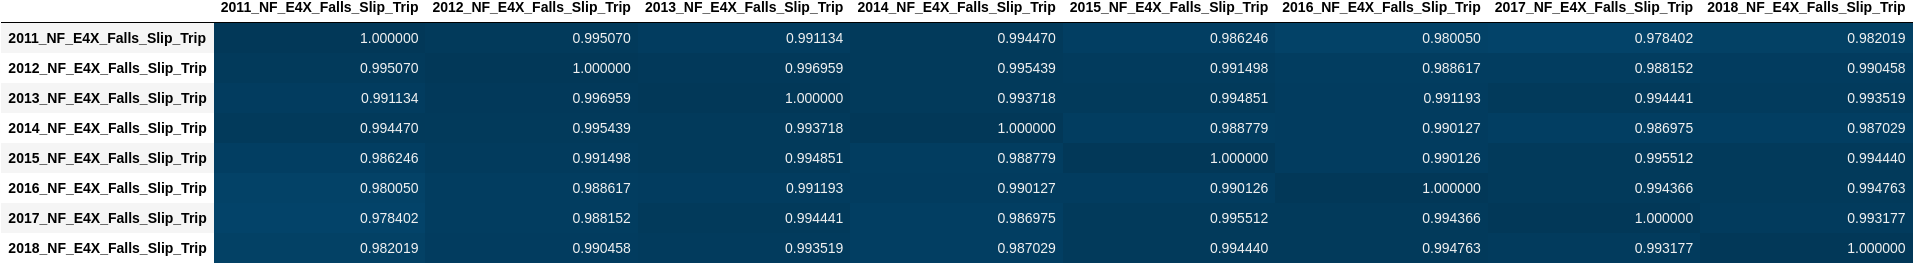 2011_NF_E4X_Falls_Slip_Trip 2012_NF_E4X_Falls_Slip_Trip 2013_NF_E4X_Falls_Slip_Trip 2014_NF_E4X_Falls_Slip_Trip 2015_NF_E4X_Falls_Slip_Trip 2016_NF_E4X_Falls_Slip_Trip 2017_NF_E4X_Falls_Slip_Trip 2018_NF_E4X_Falls_Slip_Trip
2011_NF_E4X_Falls_Slip_Trip 1.000000 0.995070 0.991134 0.994470 0.986246 0.980050 0.978402 0.982019
2012_NF_E4X_Falls_Slip_Trip 0.995070 1.000000 0.996959 0.995439 0.991498 0.988617 0.988152 0.990458
2013_NF_E4X_Falls_Slip_Trip 0.991134 0.996959 1.000000 0.993718 0.994851 0.991193 0.994441 0.993519
2014_NF_E4X_Falls_Slip_Trip 0.994470 0.995439 0.993718 1.000000 0.988779 0.990127 0.986975 0.987029
2015_NF_E4X_Falls_Slip_Trip 0.986246 0.991498 0.994851 0.988779 1.000000 0.990126 0.995512 0.994440
2016_NF_E4X_Falls_Slip_Trip 0.980050 0.988617 0.991193 0.990127 0.990126 1.000000 0.994366 0.994763
2017_NF_E4X_Falls_Slip_Trip 0.978402 0.988152 0.994441 0.986975 0.995512 0.994366 1.000000 0.993177
2018_NF_E4X_Falls_Slip_Trip 0.982019 0.990458 0.993519 0.987029 0.994440 0.994763 0.993177 1.000000